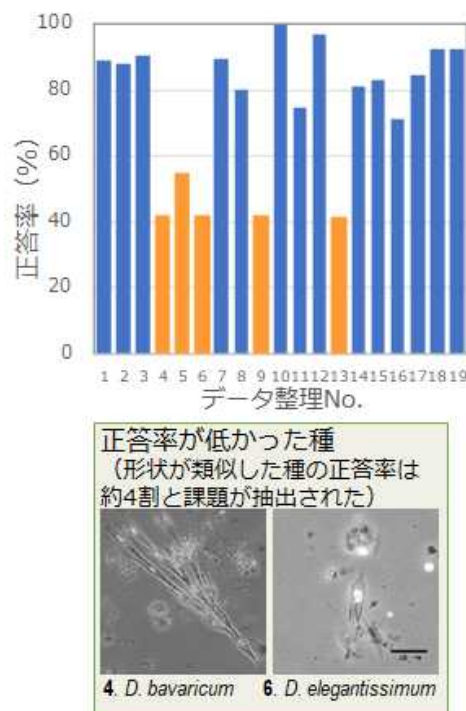 100
80
60
40
20
0
正答率（%）
1 2 3 4 5 6 7 8 9 10 11 12 13 14 15 16 17 18 19
データ整理No.
正答率が低かった種
（形状が類似した種の正答率は
約4割と課題が抽出された）
4. D. bavaricum 6. D. elegantissimum